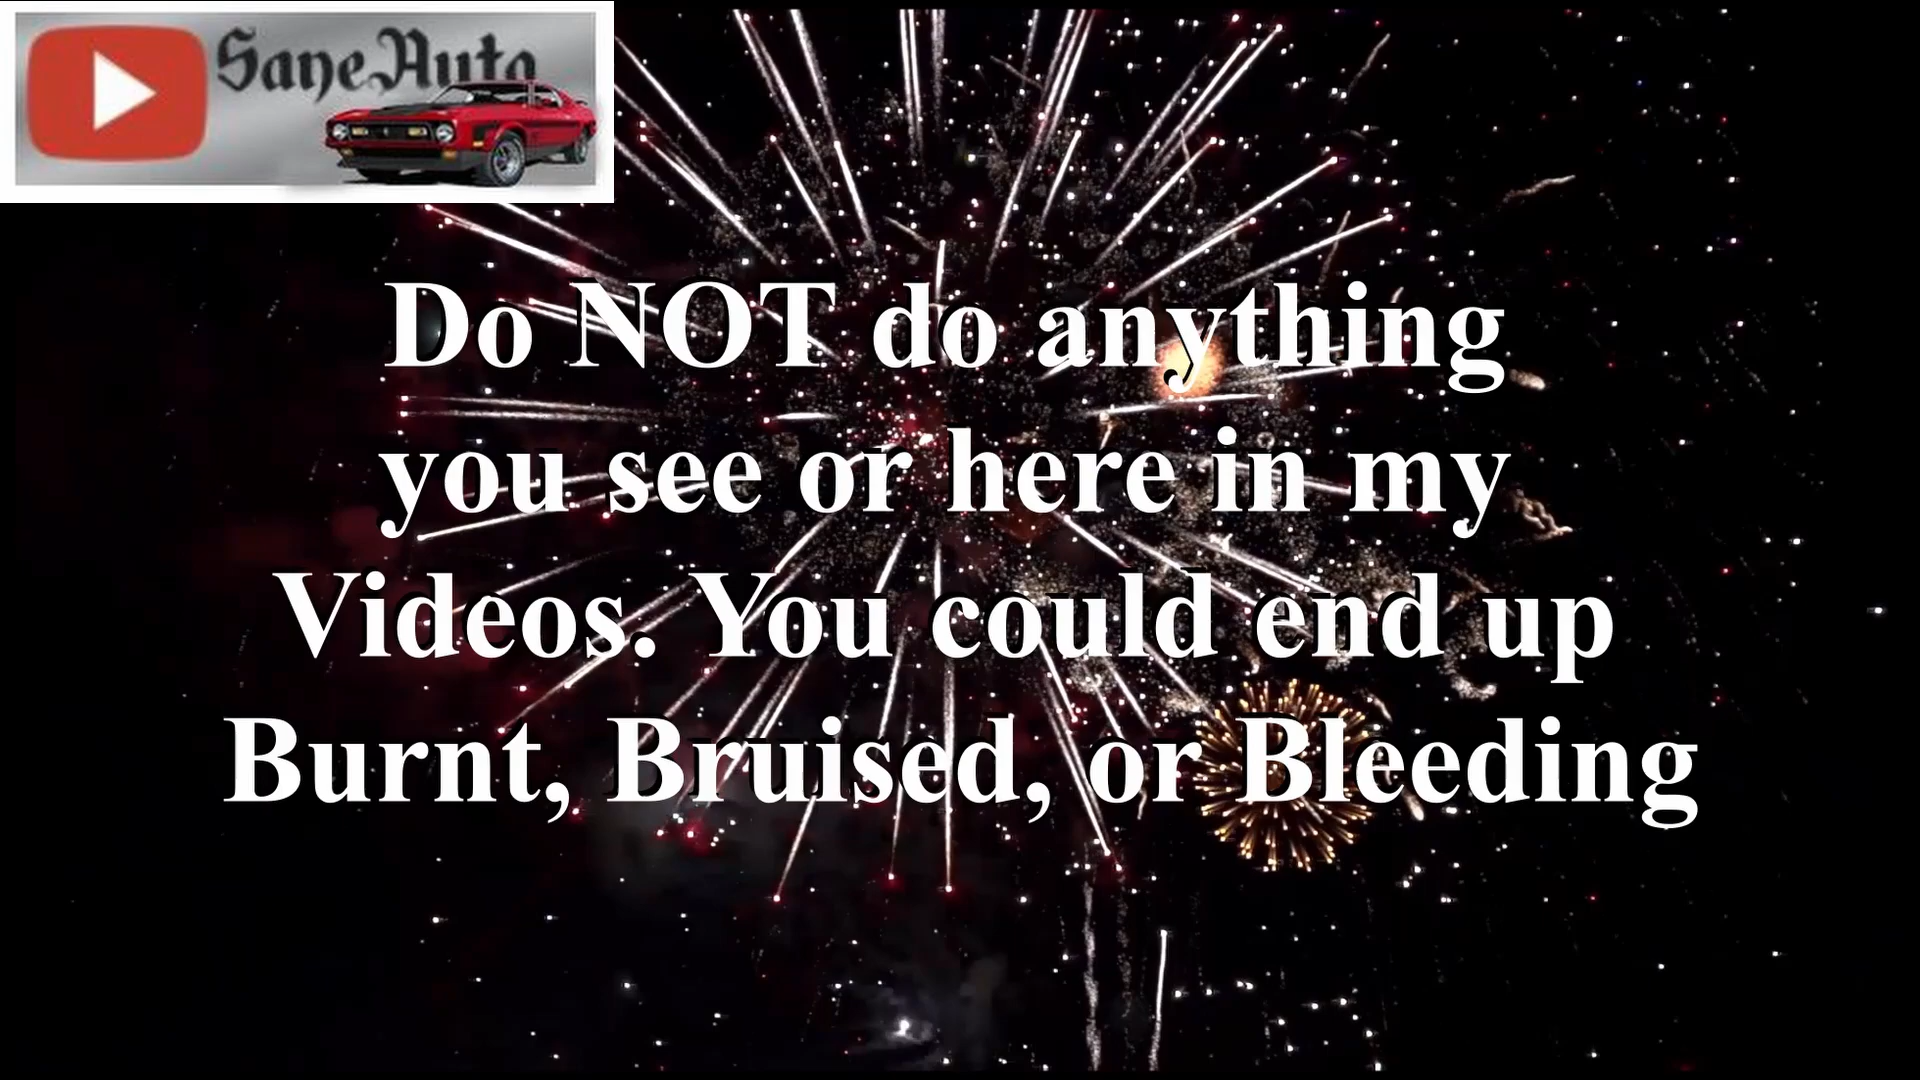 SaneAuto
Do NOT do anything
you see or here in my
Videos. You could end up
Burnt, Bruised, or Bleeding